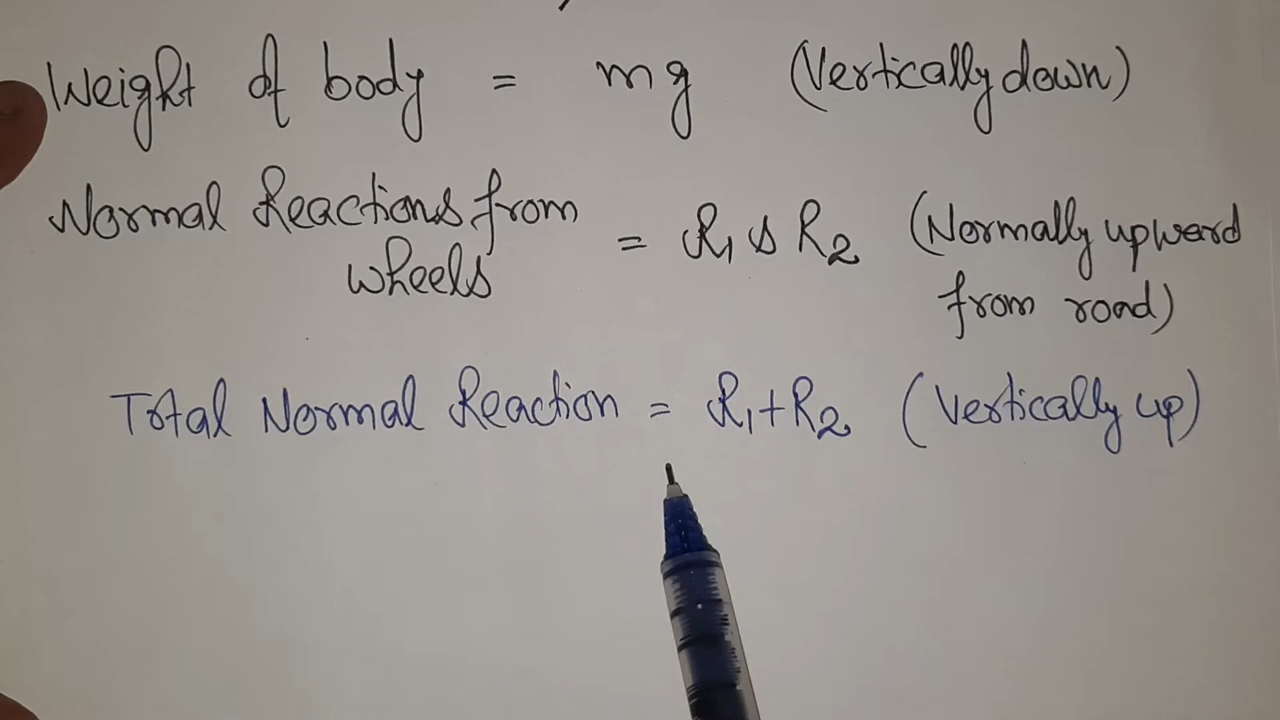 Weight of body = mg (Vertically down)
Normal Reactions from wheels = R1 & R2 (Normally upward from road)
Total Normal Reaction = R1+R2 (Vertically up)